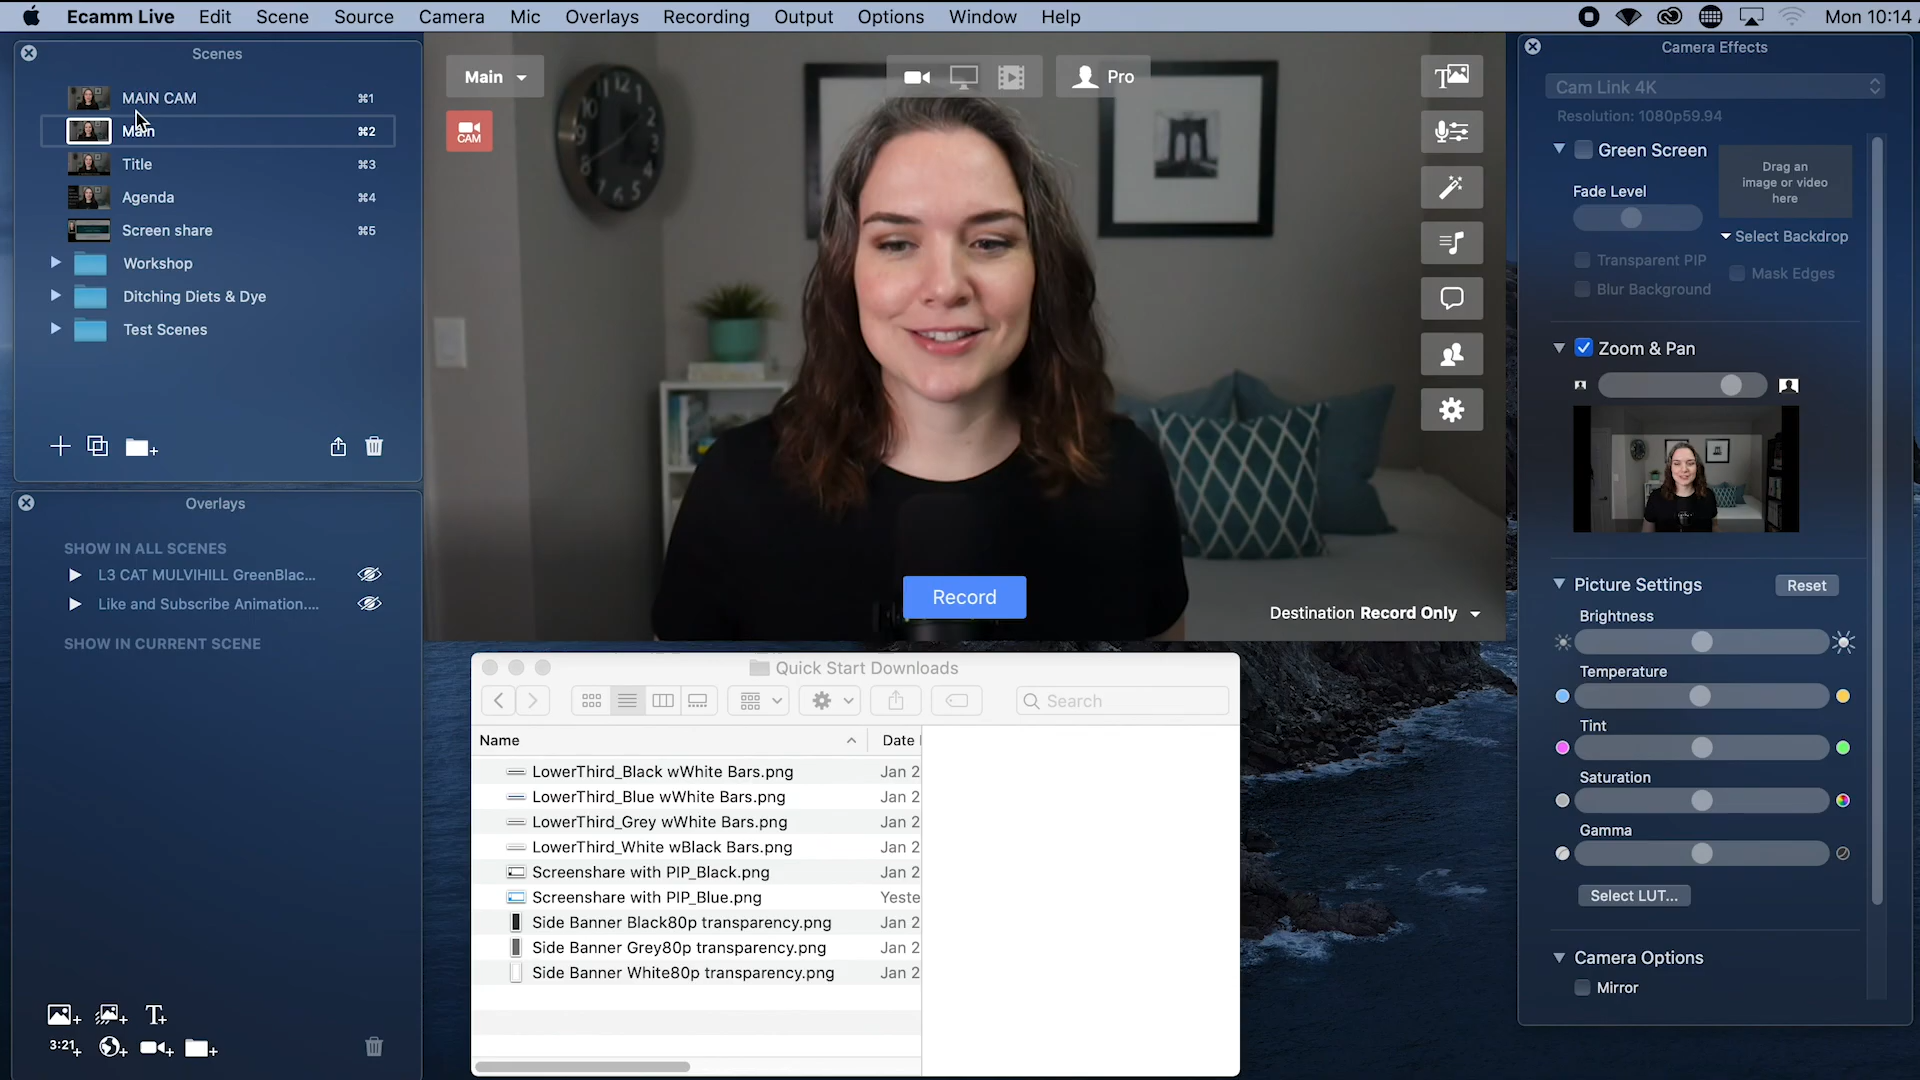 Ecamm Live Edit Scene Source Camera Mic Overlays Recording Output Options Window Help Mon 10:14
Scenes
MAIN CAM ⌘1
Main ⌘2
Title ⌘3
Agenda ⌘4
Screen share ⌘5
Workshop
Ditching Diets & Dye
Test Scenes
Overlays
SHOW IN ALL SCENES
L3 CAT MULVIHILL GreenBlac...
Like and Subscribe Animation....
SHOW IN CURRENT SCENE
3:21+
Main
Pro
CAM
Record
Destination Record Only
Quick Start Downloads
Search
Name Date
LowerThird_Black wWhite Bars.png Jan 2
LowerThird_Blue wWhite Bars.png Jan 2
LowerThird_Grey wWhite Bars.png Jan 2
LowerThird_White wBlack Bars.png Jan 2
Screenshare with PIP_Black.png Jan 2
Screenshare with PIP_Blue.png Yeste
Side Banner Black80p transparency.png Jan 2
Side Banner Grey80p transparency.png Jan 2
Side Banner White80p transparency.png Jan 2
Camera Effects
Cam Link 4K
Resolution: 1080p59.94
Green Screen
Drag an
image or video
here
Fade Level
Select Backdrop
Transparent PIP
Mask Edges
Blur Background
Zoom & Pan
Picture Settings Reset
Brightness
Temperature
Tint
Saturation
Gamma
Select LUT...
Camera Options
Mirror